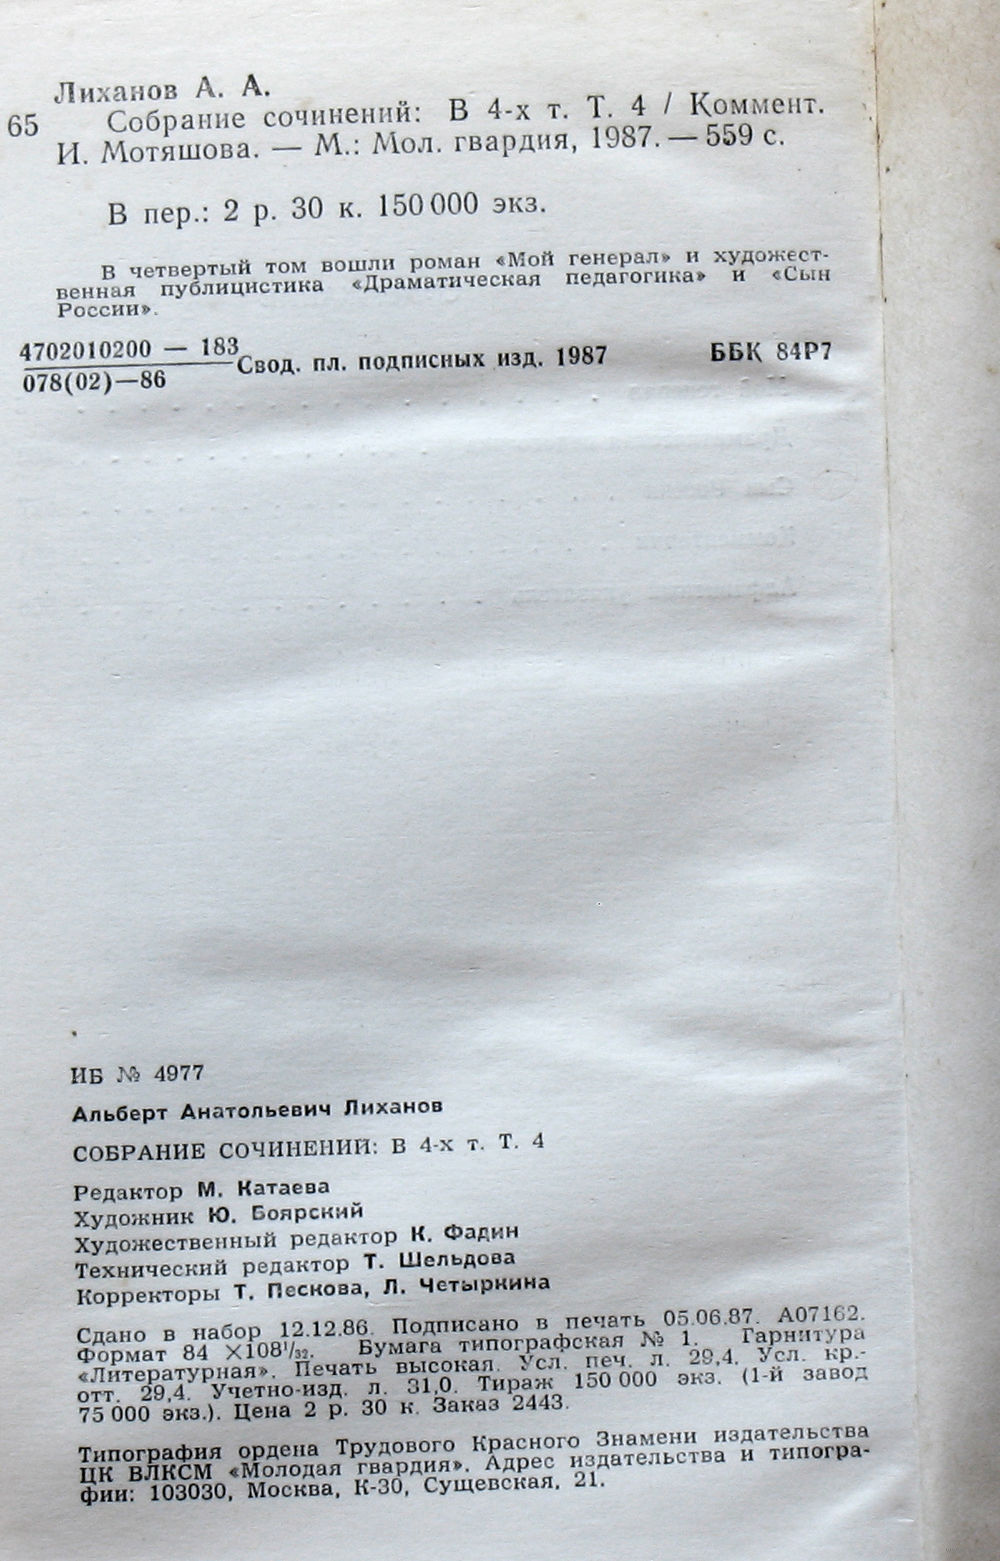 Лиханов А. А.
65 Собрание сочинений: В 4-х т. Т. 4 / Коммент.
И. Мотяшова. — М.: Мол. гвардия, 1987. — 559 с.
В пер.: 2 р. 30 к. 150 000 экз.
В четвертый том вошли роман «Мой генерал» и художест-
венная публицистика «Драматическая педагогика» и «Сын
России».
4702010200 — 183
078(02)—86
Свод. пл. подписных изд. 1987
ББК 84Р7
ИБ № 4977
Альберт Анатольевич Лиханов
СОБРАНИЕ СОЧИНЕНИЙ: В 4-х т. Т. 4
Редактор М. Катаева
Художник Ю. Боярский
Художественный редактор К. Фадин
Технический редактор Т. Шельдова
Корректоры Т. Пескова, Л. Четыркина
Сдано в набор 12.12.86. Подписано в печать 05.06.87. А07162.
Формат 84 ×108¹/₃₂. Бумага типографская № 1. Гарнитура
«Литературная». Печать высокая. Усл. печ. л. 29,4. Усл. кр.-
отт. 29,4. Учетно-изд. л. 31,0. Тираж 150 000 экз. (1-й завод
75 000 экз.). Цена 2 р. 30 к. Заказ 2443.
Типография ордена Трудового Красного Знамени издательства
ЦК ВЛКСМ «Молодая гвардия». Адрес издательства и типогра-
фии: 103030, Москва, К-30, Сущевская, 21.